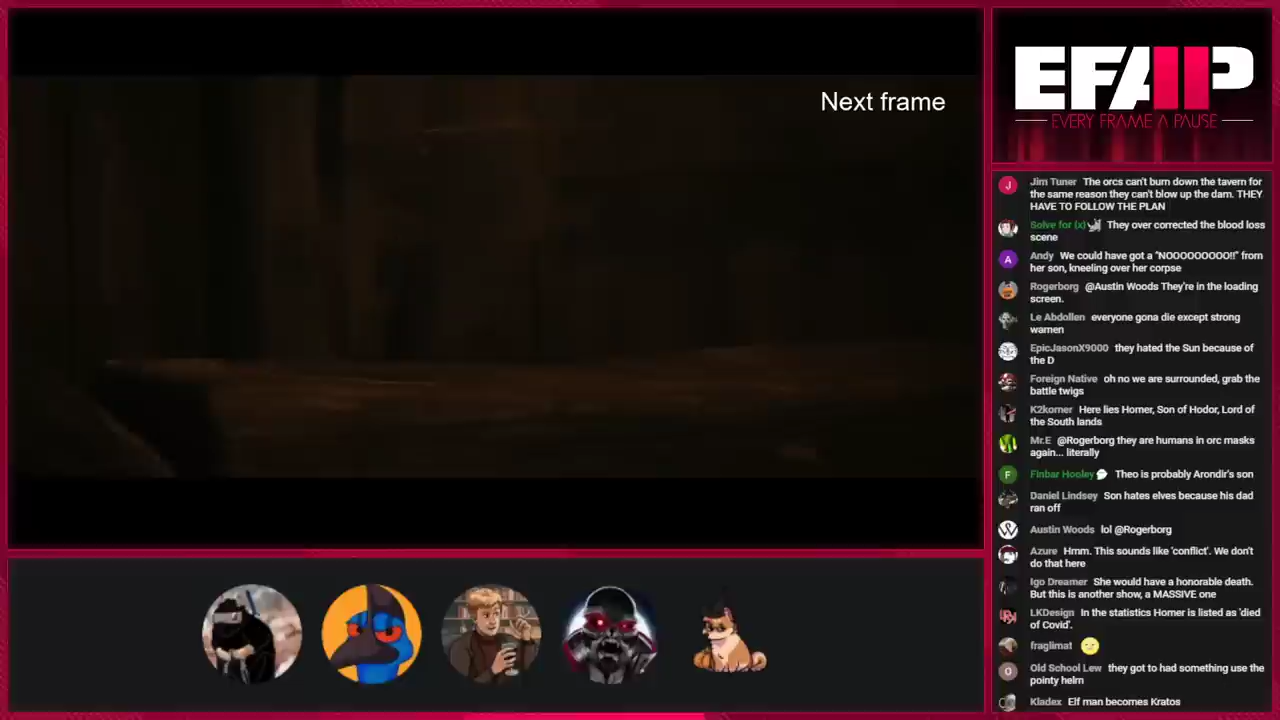 Next frame
EFAP
EVERY FRAME A PAUSE
Jim Tuner The orcs can't burn down the tavern for
the same reason they can't blow up the dam. THEY
HAVE TO FOLLOW THE PLAN
Solve for (x) They over corrected the blood loss
scene
Andy We could have got a "NOOOOOOOOO!!" from
her son, kneeling over her corpse
Rogerborg @Austin Woods They're in the loading
screen.
Le Abdollen everyone gona die except strong
wamen
EpicJasonX9000 they hated the Sun because of
the D
Foreign Native oh no we are surrounded, grab the
battle twigs
K2korner Here lies Homer, Son of Hodor, Lord of
the South lands
Mr.E @Rogerborg they are humans in orc masks
again... literally
Finbar Hooley Theo is probably Arondir's son
Daniel Lindsey Son hates elves because his dad
ran off
Austin Woods lol @Rogerborg
Azure Hmm. This sounds like 'conflict'. We don't
do that here
Igo Dreamer She would have a honorable death.
But this is another show, a MASSIVE one
LKDesign In the statistics Homer is listed as 'died
of Covid'.
fraglimat
Old School Lew they got to had something use the
pointy helm
Kladex Elf man becomes Kratos